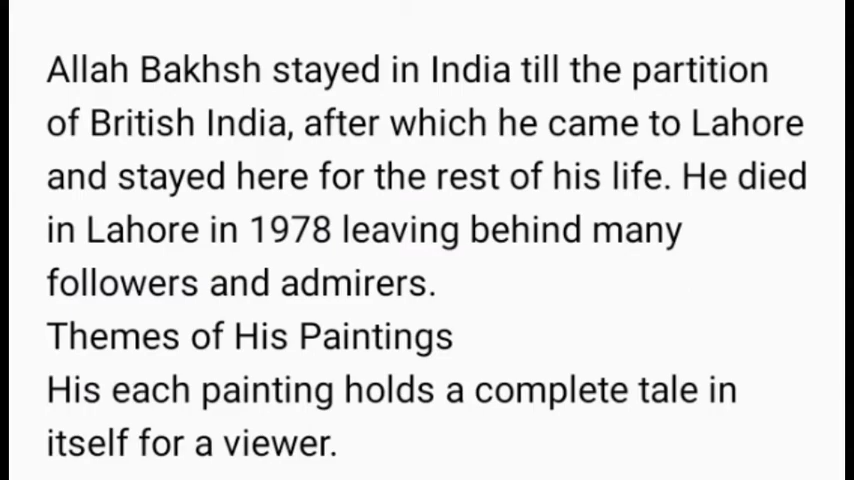 Allah Bakhsh stayed in India till the partition
of British India, after which he came to Lahore
and stayed here for the rest of his life. He died
in Lahore in 1978 leaving behind many
followers and admirers.
Themes of His Paintings
His each painting holds a complete tale in
itself for a viewer.